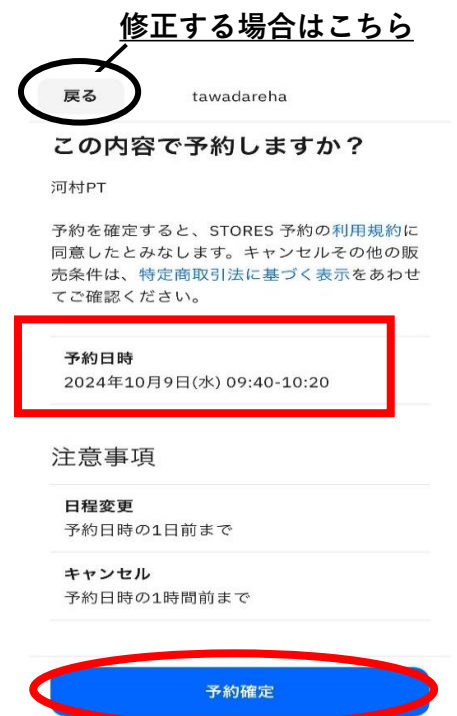 修正する場合はこちら
戻る
tawadareha
この内容で予約しますか？
河村PT
予約を確定すると、STORES 予約の利用規約に
同意したとみなします。キャンセルその他の販
売条件は、特定商取引法に基づく表示をあわせ
てご確認ください。
予約日時
2024年10月9日(水) 09:40-10:20
注意事項
日程変更
予約日時の1日前まで
キャンセル
予約日時の1時間前まで
予約確定